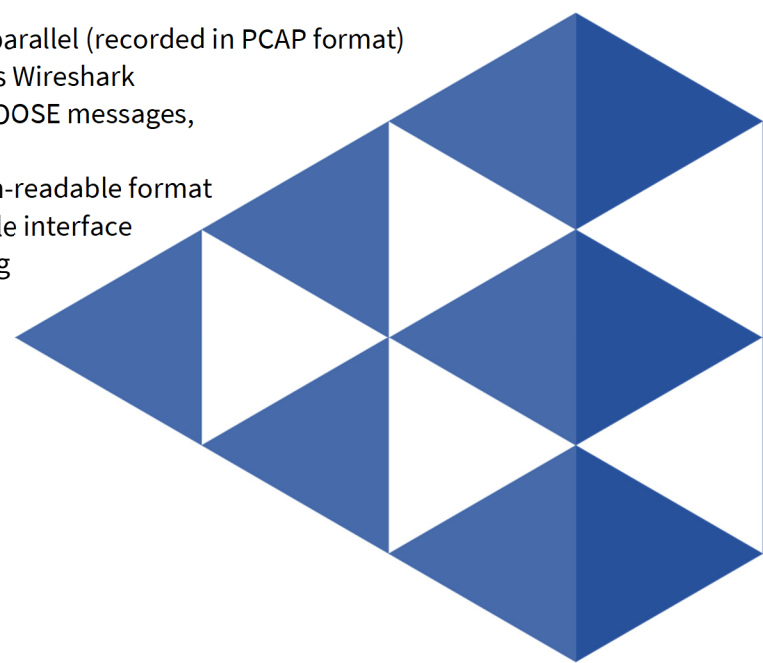 parallel (recorded in PCAP format)
s Wireshark
OOSE messages,
-readable format
le interface
g